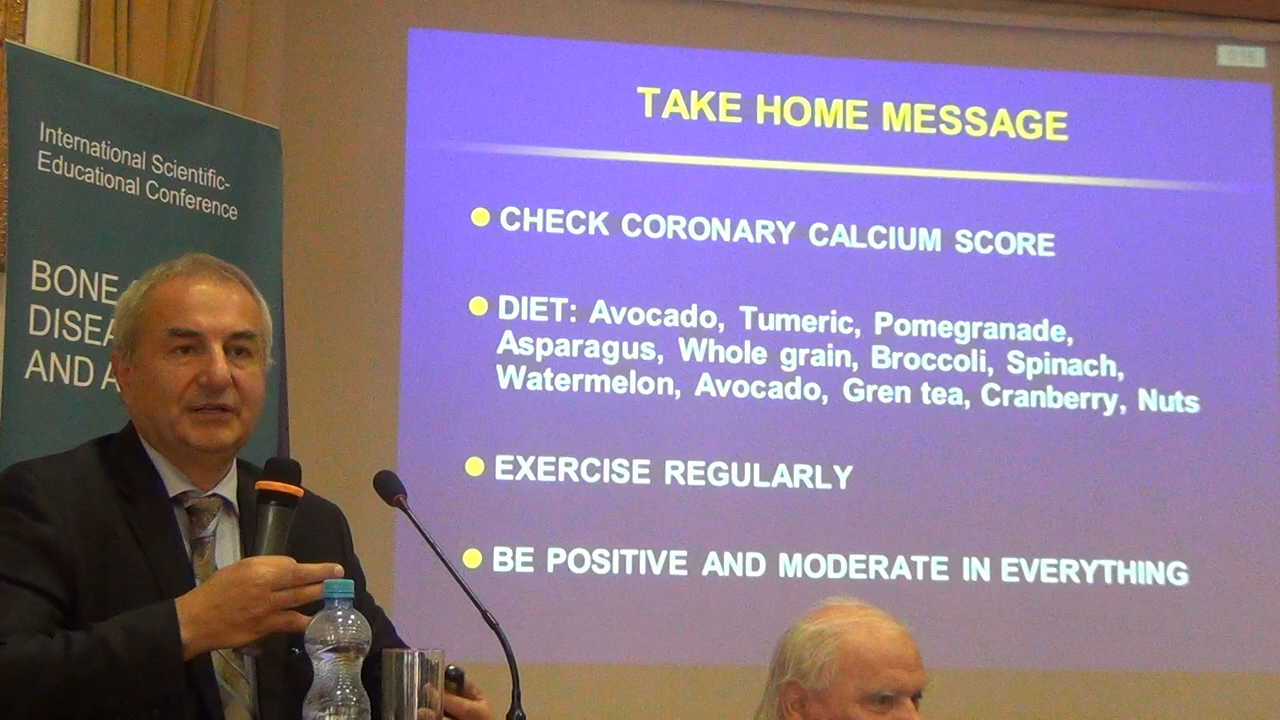 International Scientific-
Educational Conference
BONE
AND
TAKE HOME MESSAGE
CHECK CORONARY CALCIUM SCORE
DIET: Avocado, Tumeric, Pomegranade,
Asparagus, Whole grain, Broccoli, Spinach,
Watermelon, Avocado, Gren tea, Cranberry, Nuts
EXERCISE REGULARLY
BE POSITIVE AND MODERATE IN EVERYTHING